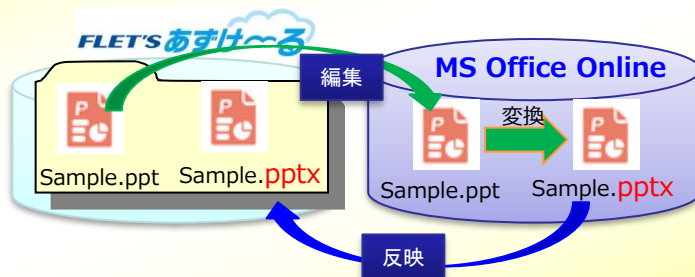 FLET'S あずけ～る
編集
MS Office Online
変換
Sample.ppt
Sample.pptx
Sample.ppt
Sample.pptx
反映